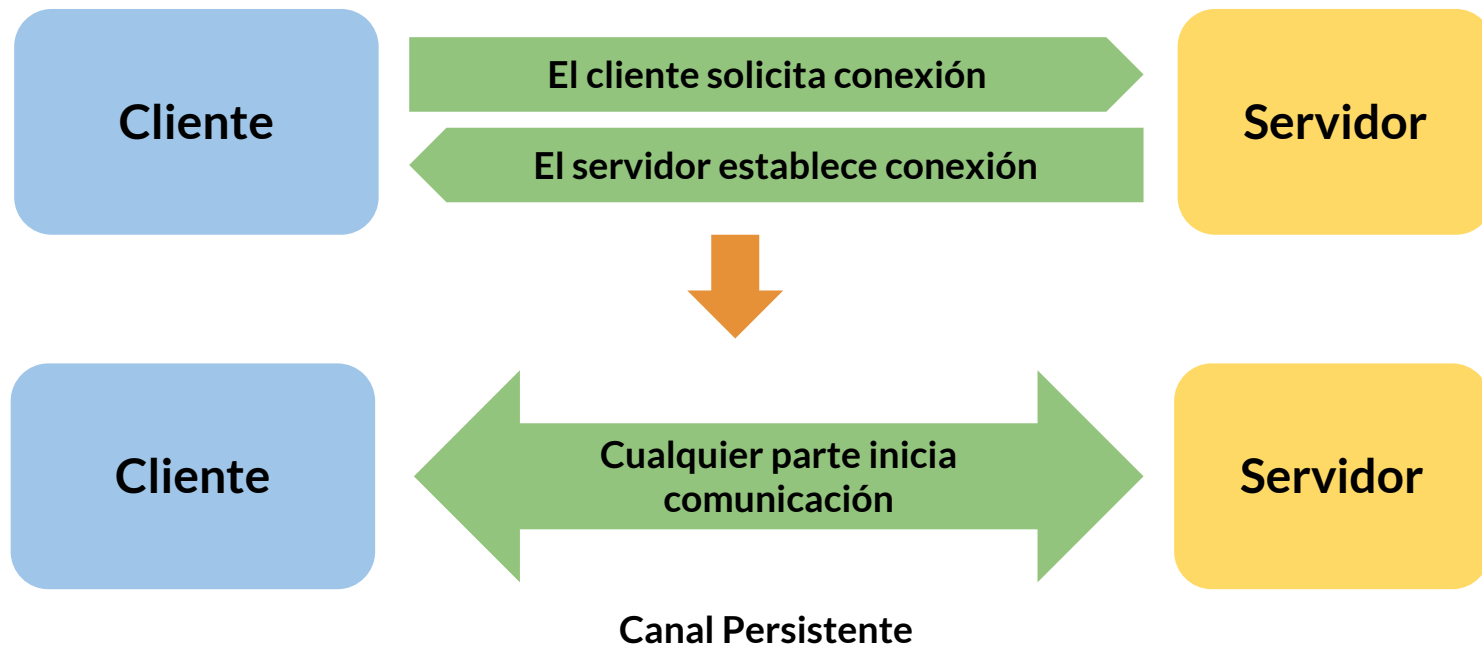 Cliente
El cliente solicita conexión
El servidor establece conexión
Servidor
Cliente
Cualquier parte inicia
comunicación
Servidor
Canal Persistente